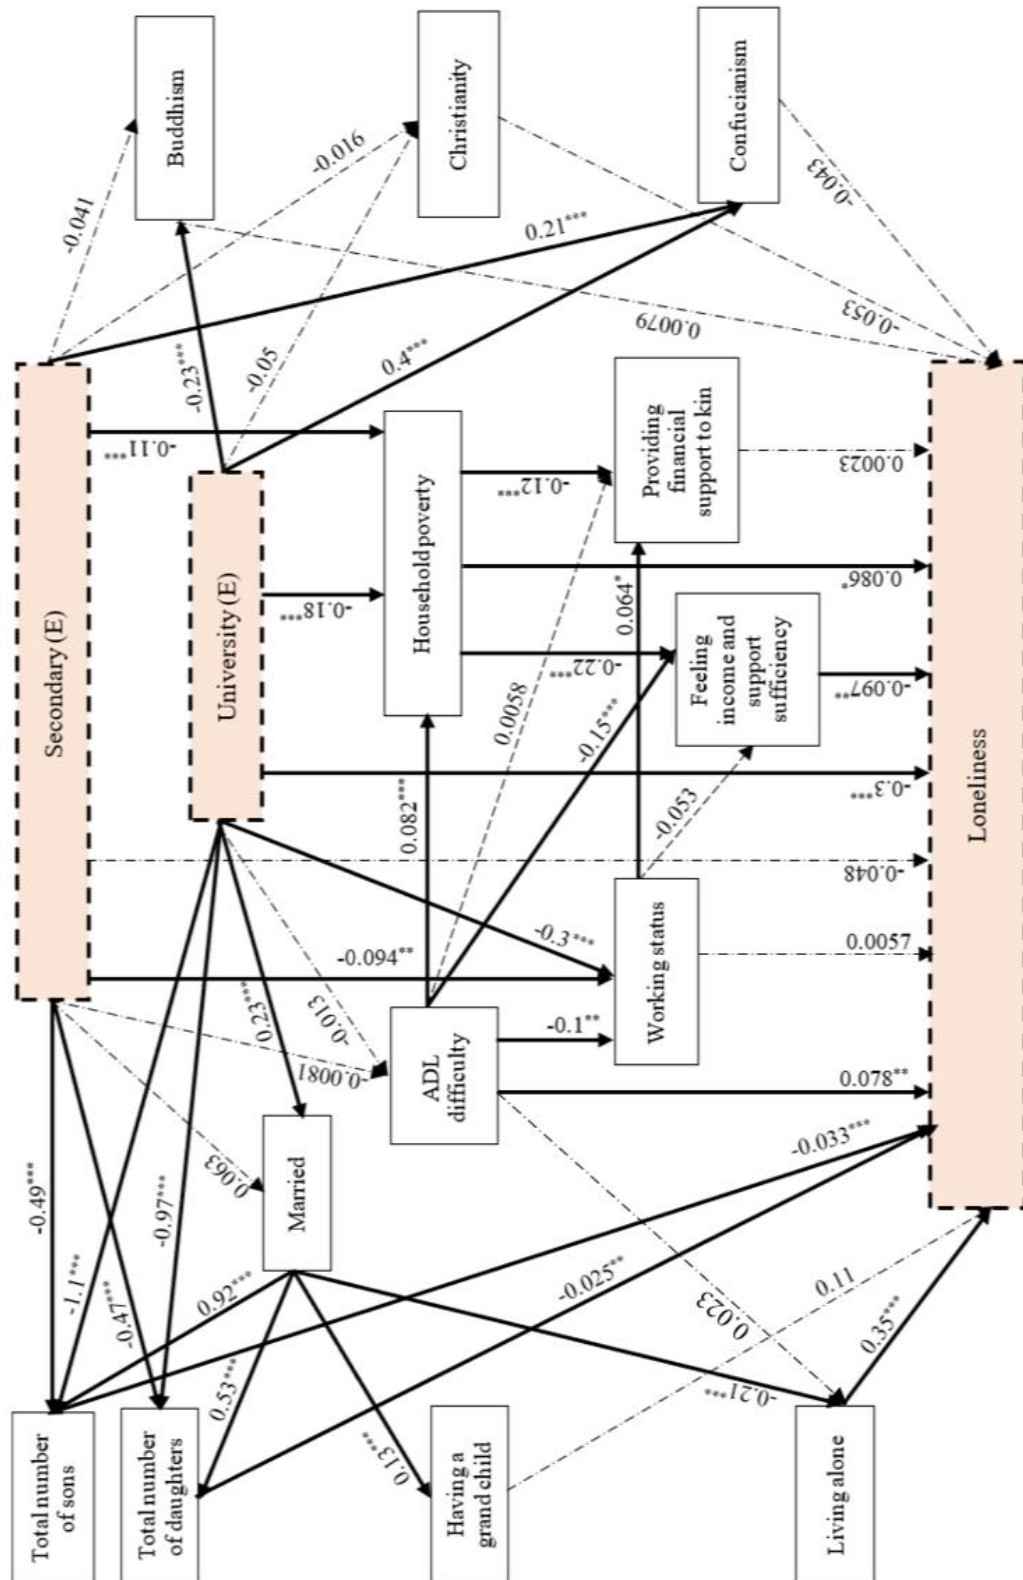 Buddhism
Christianity
Confucianism
-0.041
-0.016
0.21***
-0.043
-0.053
0.0079
-0.23***
-0.05
0.4***
Secondary (E)
University (E)
-0.11***
-0.18***
Household poverty
-0.12***
Providing
financial
support to kin
0.0023
0.086*
0.064*
-0.22***
Feeling
income and
support
sufficiency
-0.097**
0.0058
-0.15***
0.082***
-0.053
-0.3***
-0.048
Loneliness
Working status
0.0057
-0.3***
-0.094**
-0.1**
ADL
difficulty
0.078**
-0.013
-0.0081
0.23***
0.063
Married
-0.49***
-1.1***
-0.97***
-0.47***
0.92***
0.53***
0.13***
-0.21***
-0.033***
-0.025**
0.023
0.11
0.35***
Total number
of sons
Total number
of daughters
Having a
grand child
Living alone